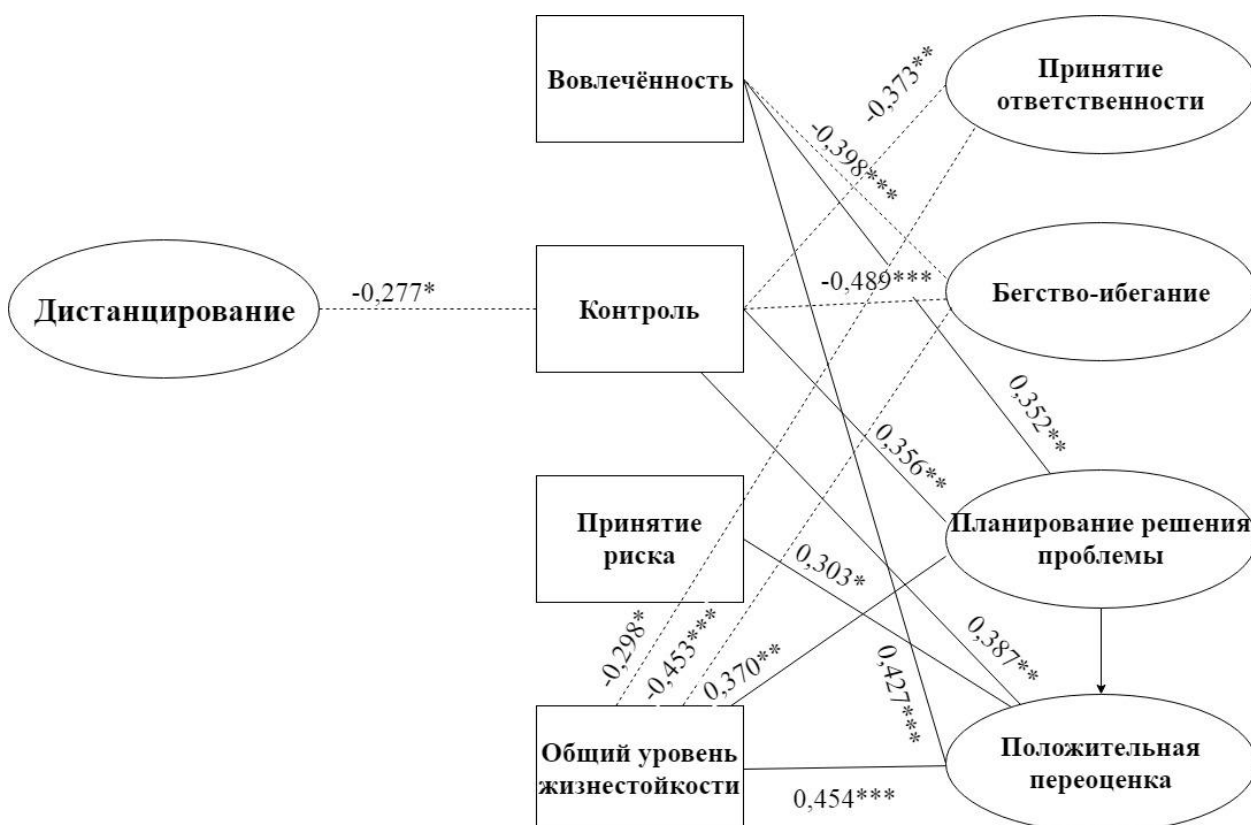 Вовлечённость
Принятие
ответственности
-0,373**
-0,398***
Дистанцирование
-0,277*
Контроль
-0,489***
Бегство-ибегание
0,352**
0,356**
Принятие
риска
0,303*
Планирование решения
проблемы
-0,298*
-0,453***
0,370**
0,427***
0,387**
Общий уровень
жизнестойкости
0,454***
Положительная
переоценка